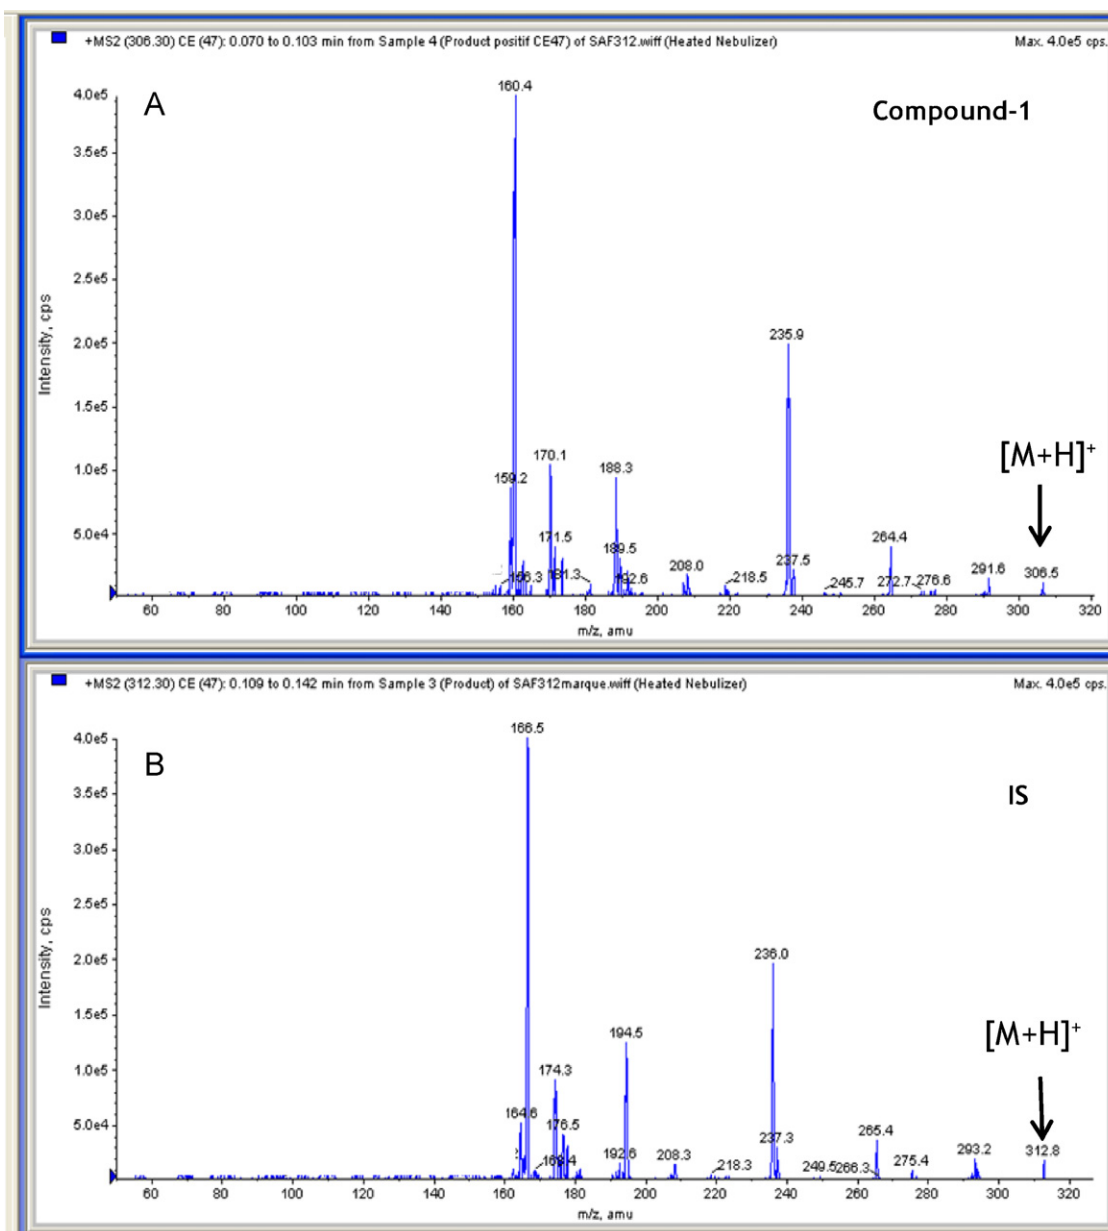 +MS2 (306.30) CE (47): 0.070 to 0.103 min from Sample 4 (Product positif CE47) of SAF312.wiff (Heated Nebulizer) Max. 4.0e5 cps.
A
Compound-1
160.4
4.0e5
3.5e5
3.0e5
2.5e5
2.0e5
1.5e5
1.0e5
5.0e4
Intensity, cps
235.9
[M+H]+
170.1
188.3
159.2
171.5
189.5
264.4
237.5
208.0
291.6
306.5
156.3
181.3
192.6
218.5
245.7
272.7
276.6
60 80 100 120 140 160 180 200 220 240 260 280 300 320
m/z, amu
+MS2 (312.30) CE (47): 0.109 to 0.142 min from Sample 3 (Product) of SAF312marque.wiff (Heated Nebulizer) Max. 4.0e5 cps.
B
IS
166.5
4.0e5
3.5e5
3.0e5
2.5e5
2.0e5
1.5e5
1.0e5
5.0e4
Intensity, cps
236.0
[M+H]+
194.5
174.3
164.6
176.5
237.3
265.4
192.6
208.3
218.3
249.5
266.3
275.4
293.2
312.8
60 80 100 120 140 160 180 200 220 240 260 280 300 320
m/z, amu